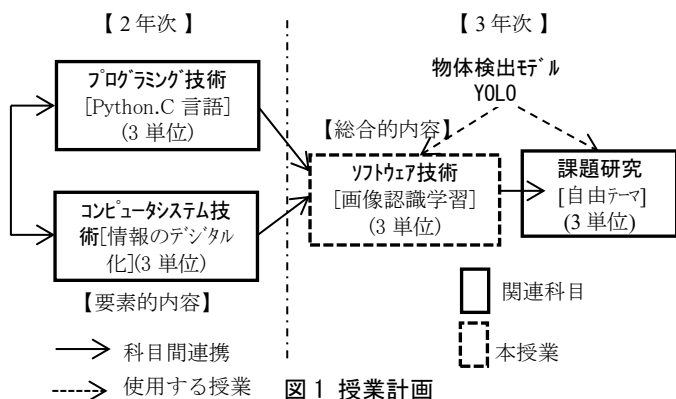 【２年次】
【３年次】
プログラミング技術
[Python.C 言語]
(3 単位)
コンピュータシステム技
術[情報のデジタル
化](3 単位)
【要素的内容】
物体検出モデル
YOLO
【総合的内容】
ソフトウェア技術
[画像認識学習]
(3 単位)
課題研究
[自由テーマ]
(3 単位)
関連科目
本授業
科目間連携
使用する授業
図１ 授業計画